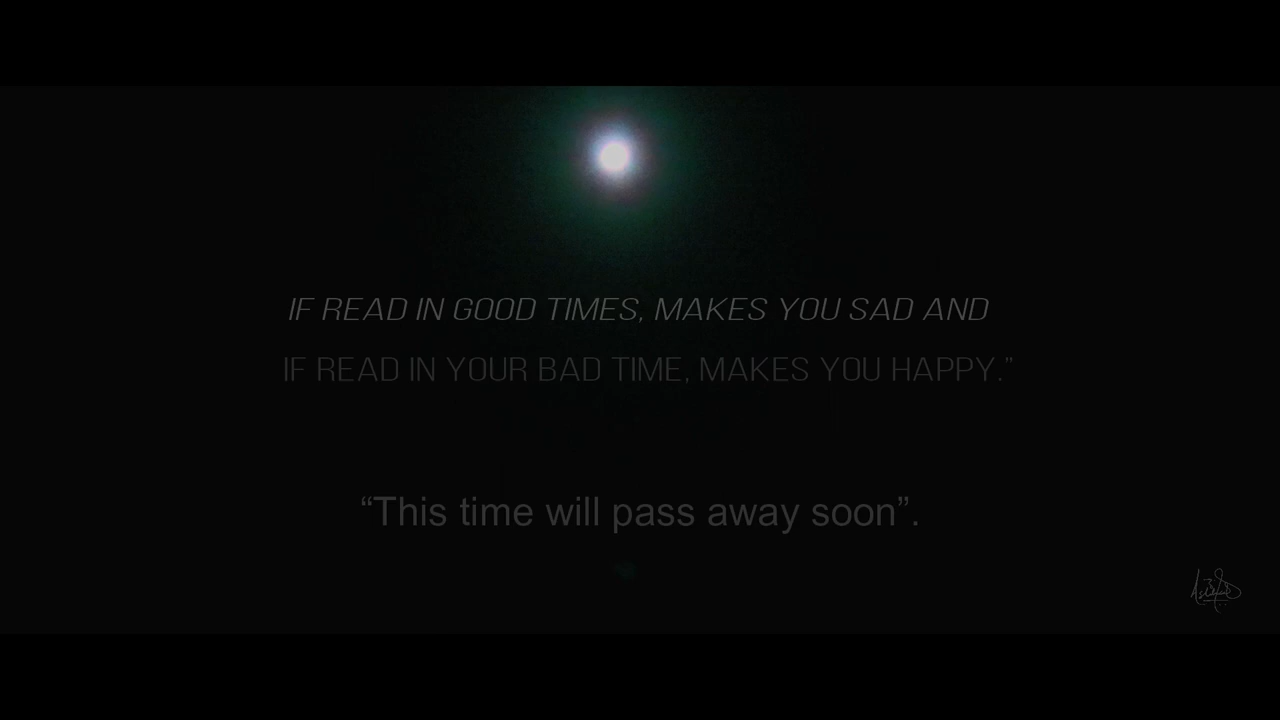 IF READ IN GOOD TIMES, MAKES YOU SAD AND
IF READ IN YOUR BAD TIME, MAKES YOU HAPPY.”
“This time will pass away soon”.